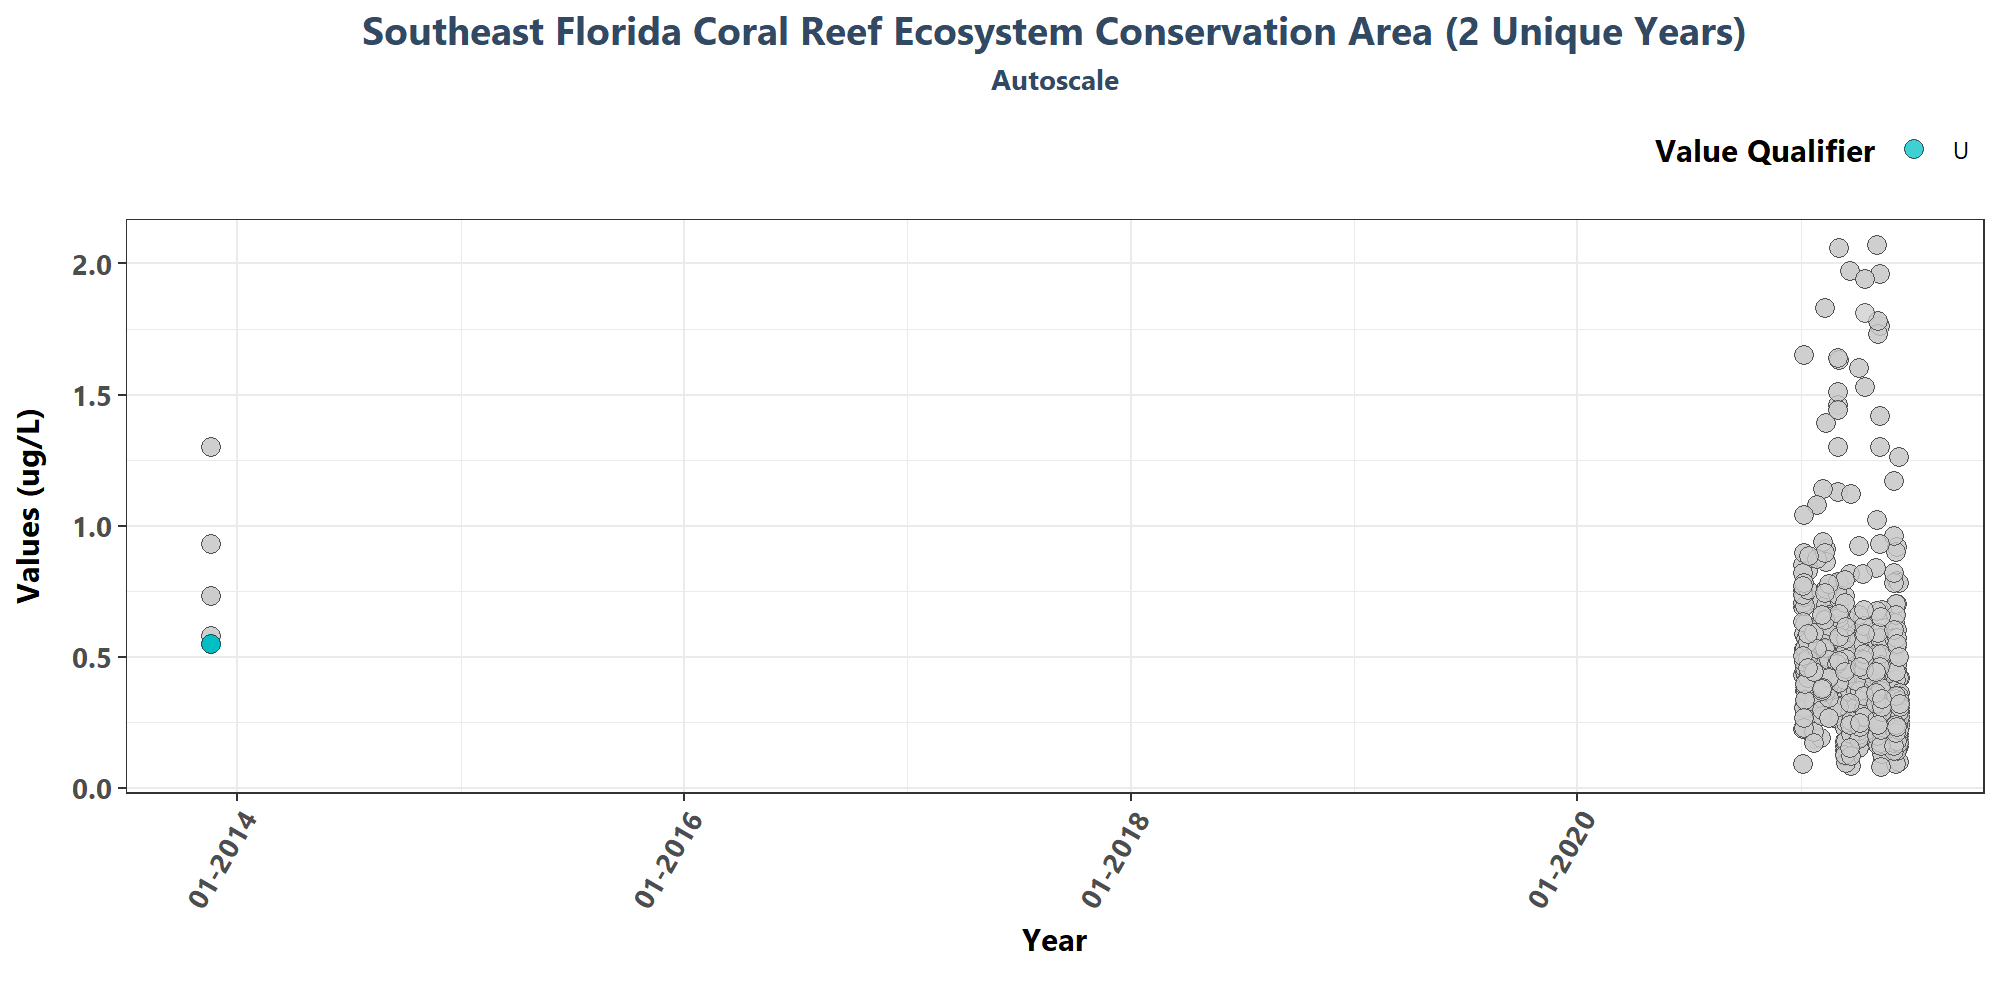 Southeast Florida Coral Reef Ecosystem Conservation Area (2 Unique Years)
Autoscale
Value Qualifier U
Values (ug/L)
2.0
1.5
1.0
0.5
0.0
01-2014 01-2016 01-2018 01-2020
Year